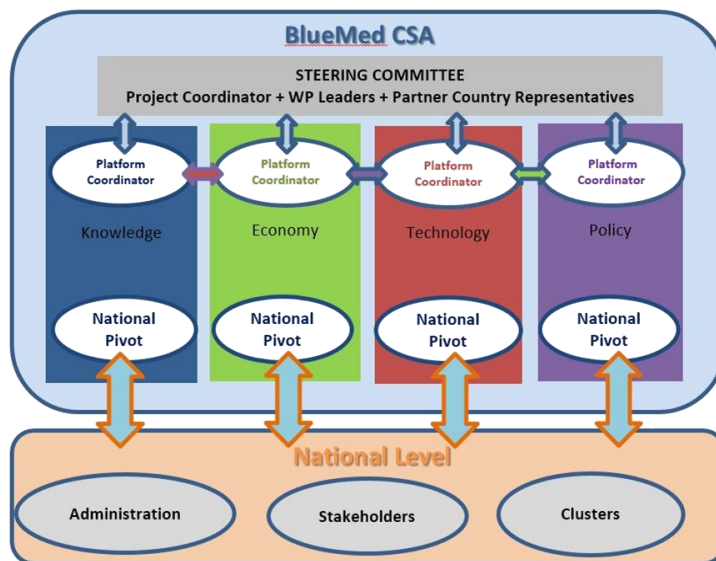 BlueMed CSA
STEERING COMMITTEE
Project Coordinator + WP Leaders + Partner Country Representatives
Platform
Coordinator
Platform
Coordinator
Platform
Coordinator
Platform
Coordinator
Knowledge
Economy
Technology
Policy
National
Pivot
National
Pivot
National
Pivot
National
Pivot
National Level
Administration
Stakeholders
Clusters